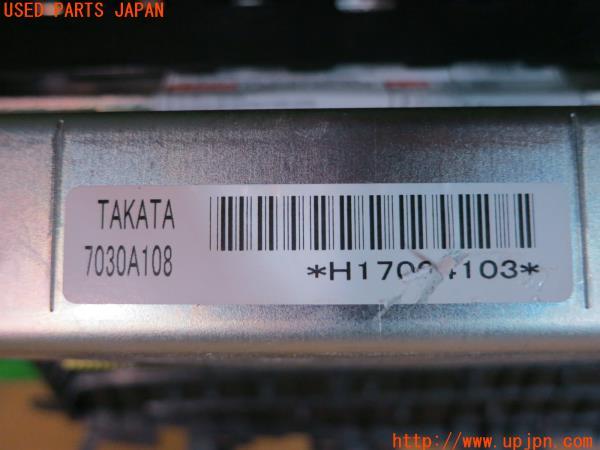 USED PARTS JAPAN
TAKATA
7030A108
http://www.upjpn.com